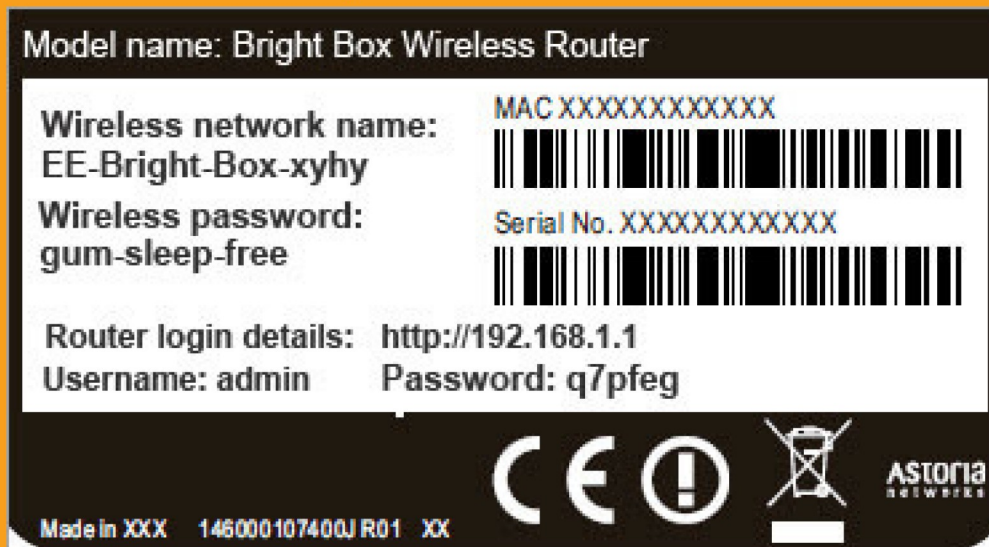 Model name: Bright Box Wireless Router
Wireless network name:
EE-Bright-Box-xyhy
Wireless password:
gum-sleep-free
MAC XXXXXXXXXXXX
Serial No. XXXXXXXXXXXX
Router login details: http://192.168.1.1
Username: admin Password: q7pfeg
CE
Astoria
networks
Made in XXX 146000107400J R01 XX